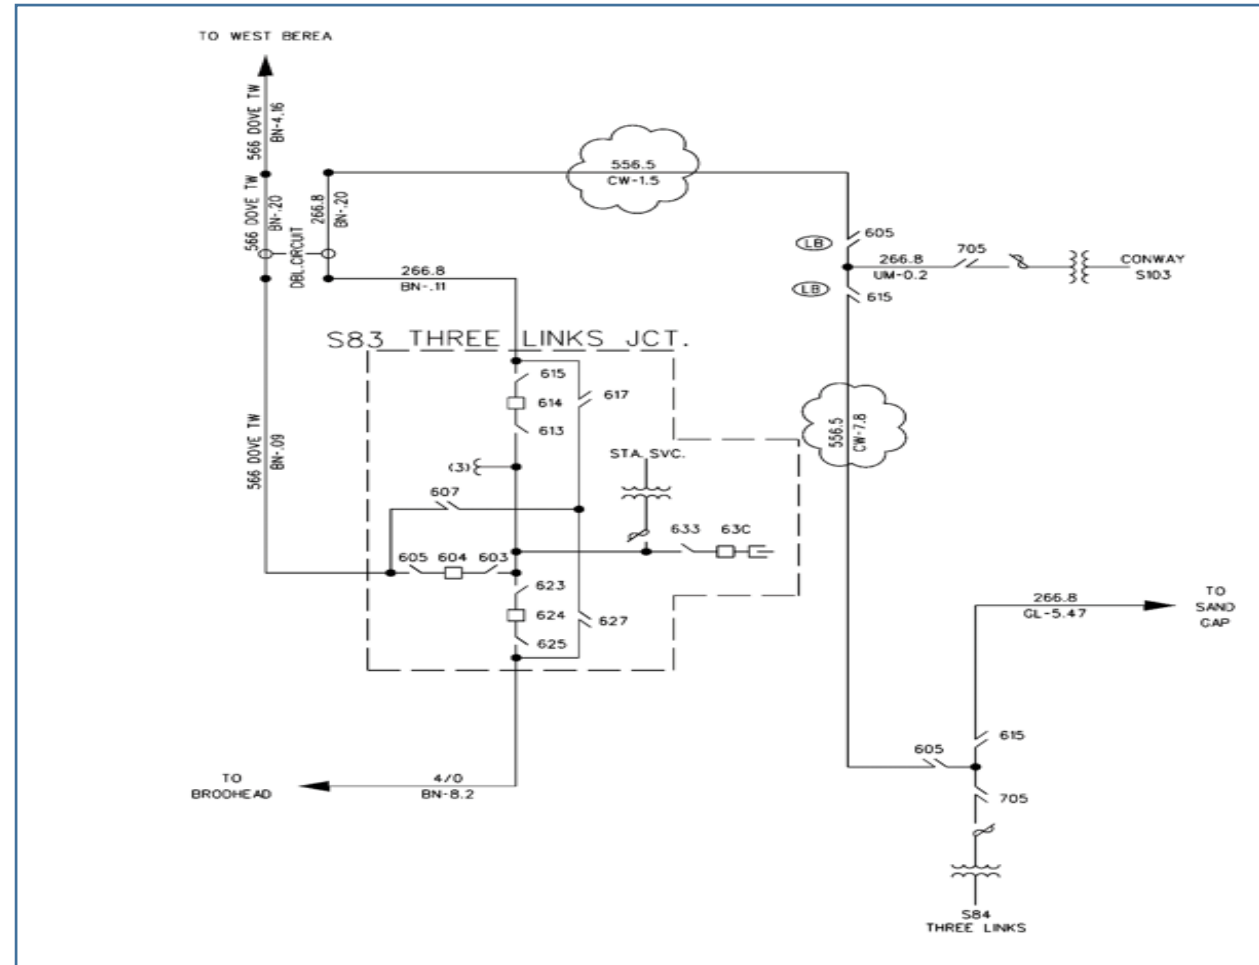 TO WEST BEREA
566 DOVE TW
BN-4.16
566 DOVE TW
BN-.20
266.8
BN-.20
DBL.CIRCUIT
556.5
CW-1.5
LB
605
266.8
UM-0.2
705
CONWAY
S103
LB
615
266.8
BN-.11
S83 THREE LINKS JCT.
615
614
613
617
(3)
STA. SVC.
607
633
63C
605
604
603
623
624
625
627
566 DOVE TW
BN-.09
556.5
CW-7.8
266.8
GL-5.47
TO
SAND
GAP
TO
BRODHEAD
4/0
BN-8.2
605
615
705
S84
THREE LINKS